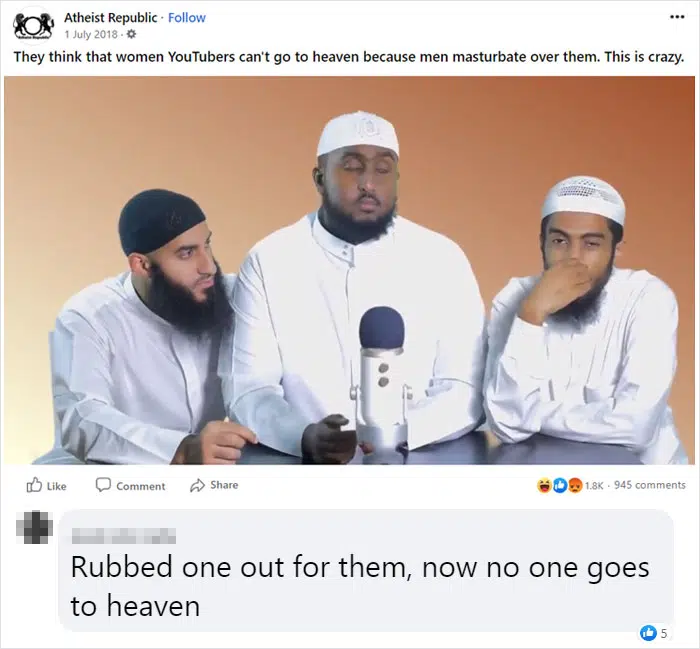 Atheist Republic · Follow
1 July 2018 ·
They think that women YouTubers can't go to heaven because men masturbate over them. This is crazy.
Like
Comment
Share
1.8K · 945 comments
Rubbed one out for them, now no one goes
to heaven
5